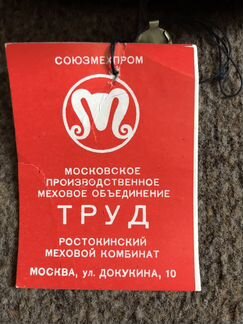 СОЮЗМЕХПРОМ
МОСКОВСКОЕ
ПРОИЗВОДСТВЕННОЕ
МЕХОВОЕ ОБЪЕДИНЕНИЕ
ТРУД
РОСТОКИНСКИЙ
МЕХОВОЙ КОМБИНАТ
МОСКВА, ул. ДОКУКИНА, 10